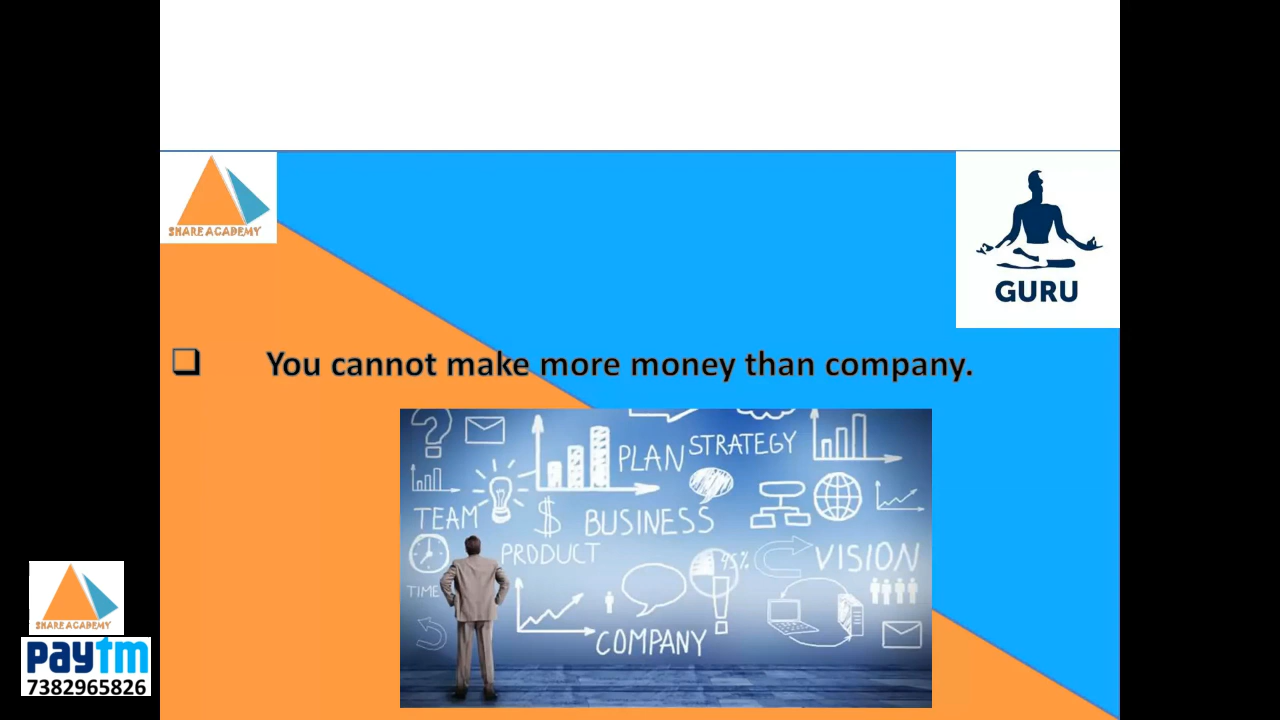 SHARE ACADEMY
GURU
❑ You cannot make more money than company.
PLAN STRATEGY
TEAM $ BUSINESS
PRODUCT 45% VISION
TIME
COMPANY
SHARE ACADEMY
paytm
7382965826